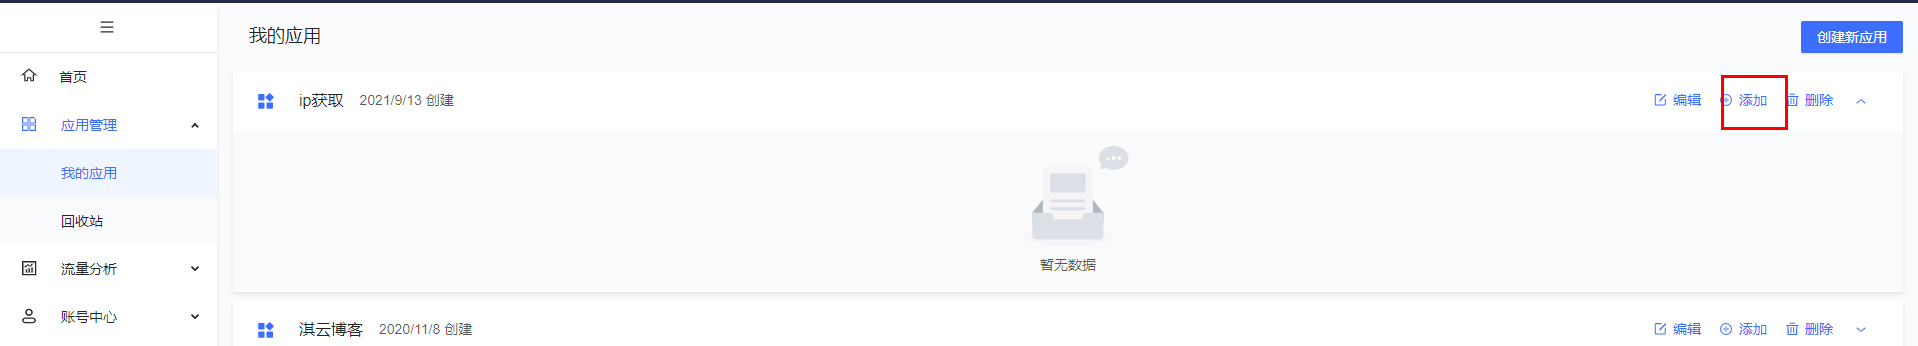 我的应用
创建新应用
首页
应用管理
我的应用
回收站
流量分析
账号中心
ip获取 2021/9/13 创建 编辑 添加 删除
暂无数据
淇云博客 2020/11/8 创建 编辑 添加 删除